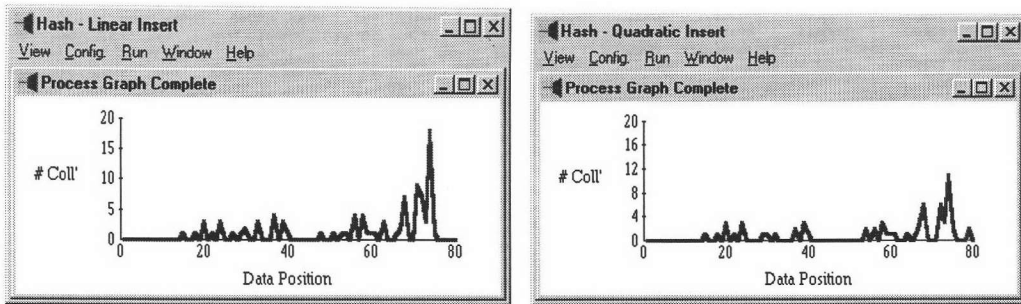 Hash - Linear Insert
View Config. Run Window Help
Process Graph Complete
20
15
# Coll'
10
5
0
0 20 40 60 80
Data Position
Hash - Quadratic Insert
View Config. Run Window Help
Process Graph Complete
20
16
12
# Coll'
8
4
0
0 20 40 60 80
Data Position